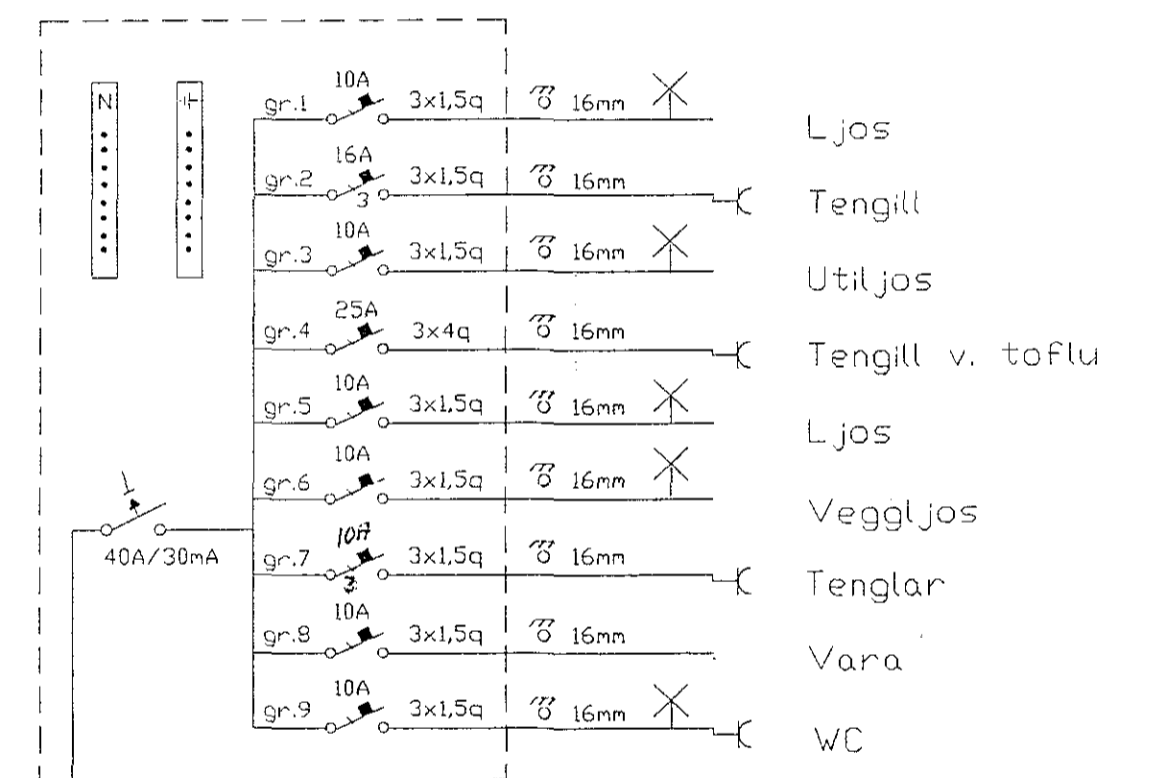 N
10A
gr.1 3x1,5q 16mm
Ljos
16A
gr.2 3x1,5q 16mm
3
Tengill
10A
gr.3 3x1,5q 16mm
Utiljos
25A
gr.4 3x4q 16mm
Tengill v. toflu
10A
gr.5 3x1,5q 16mm
Ljos
10A
gr.6 3x1,5q 16mm
Veggljos
40A/30mA
10A
gr.7 3x1,5q 16mm
3
Tenglar
10A
gr.8 3x1,5q 16mm
Vara
10A
gr.9 3x1,5q 16mm
WC